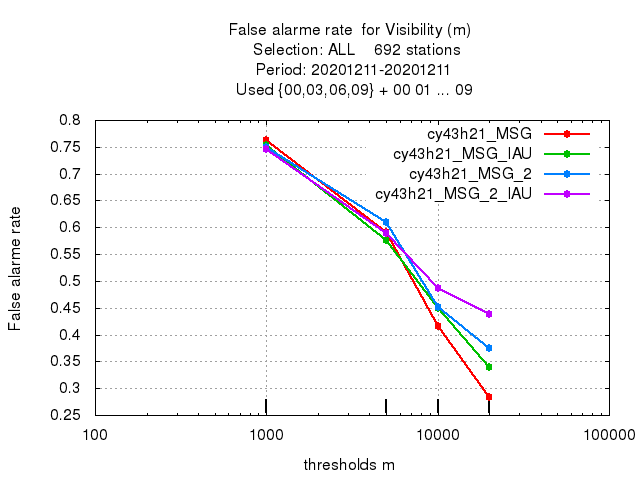 False alarme rate  for Visibility (m)
Selection: ALL    692 stations
Period: 20201211-20201211
Used {00,03,06,09} + 00 01 ... 09
0.8
0.75
0.7
0.65
0.6
0.55
0.5
0.45
0.4
0.35
0.3
0.25
False alarme rate
cy43h21_MSG
cy43h21_MSG_IAU
cy43h21_MSG_2
cy43h21_MSG_2_IAU
100 1000 10000 100000
thresholds m